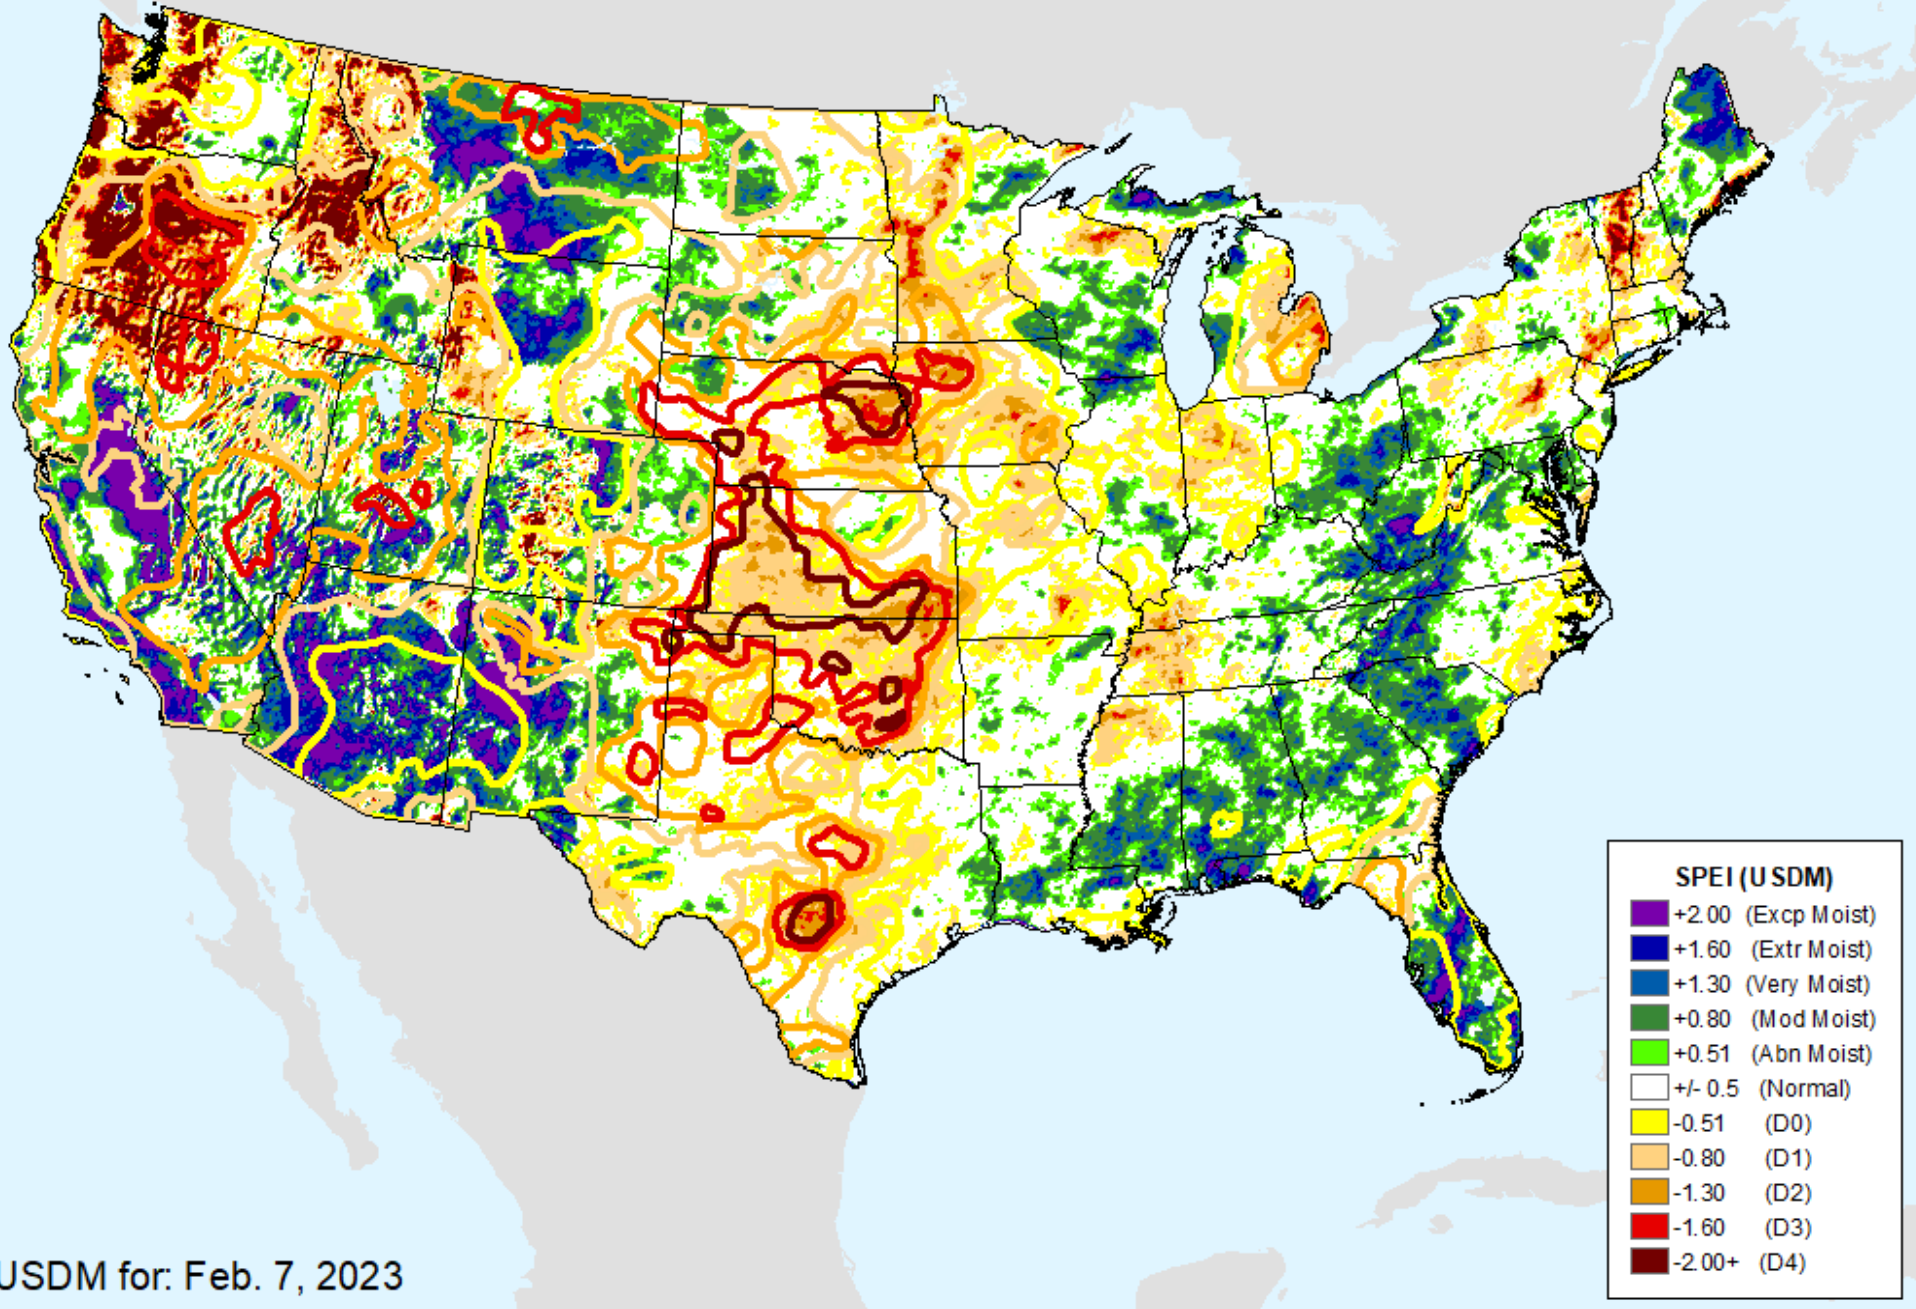 SPEI (USDM)
+2.00 (Excp Moist)
+1.60 (Extr Moist)
+1.30 (Very Moist)
+0.80 (Mod Moist)
+0.51 (Abn Moist)
+/- 0.5 (Normal)
-0.51 (D0)
-0.80 (D1)
-1.30 (D2)
-1.60 (D3)
-2.00+ (D4)
USDM for: Feb. 7, 2023